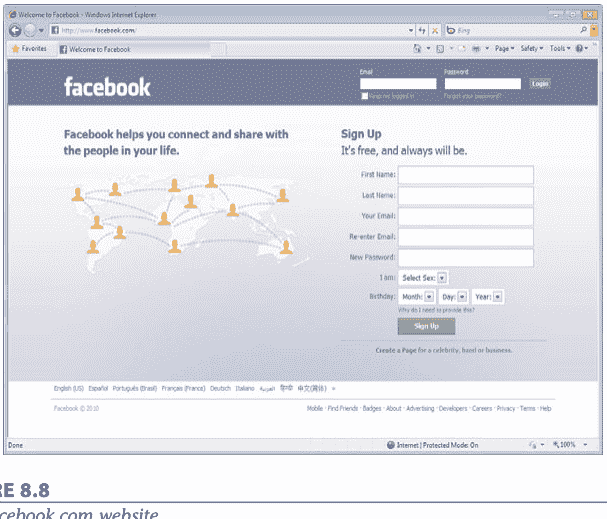 Welcome to Facebook - Windows Internet Explorer
http://www.facebook.com/
Bing
Favorites
Welcome to Facebook
Page
Safety
Tools
facebook
Email
Password
Keep me logged in
Forgot your password?
Login
Facebook helps you connect and share with
the people in your life.
Sign Up
It's free, and always will be.
First Name:
Last Name:
Your Email:
Re-enter Email:
New Password:
I am: Select Sex:
Birthday: Month: Day: Year:
Why do I need to provide this?
Sign Up
Create a Page for a celebrity, band or business.
English (US) Español Português (Brasil) Français (France) Deutsch Italiano العربية हिन्दी 中文(简体) »
Facebook © 2010
Mobile · Find Friends · Badges · About · Advertising · Developers · Careers · Privacy · Terms · Help
Done
Internet | Protected Mode: On
100%
RE 8.8
cebook.com website